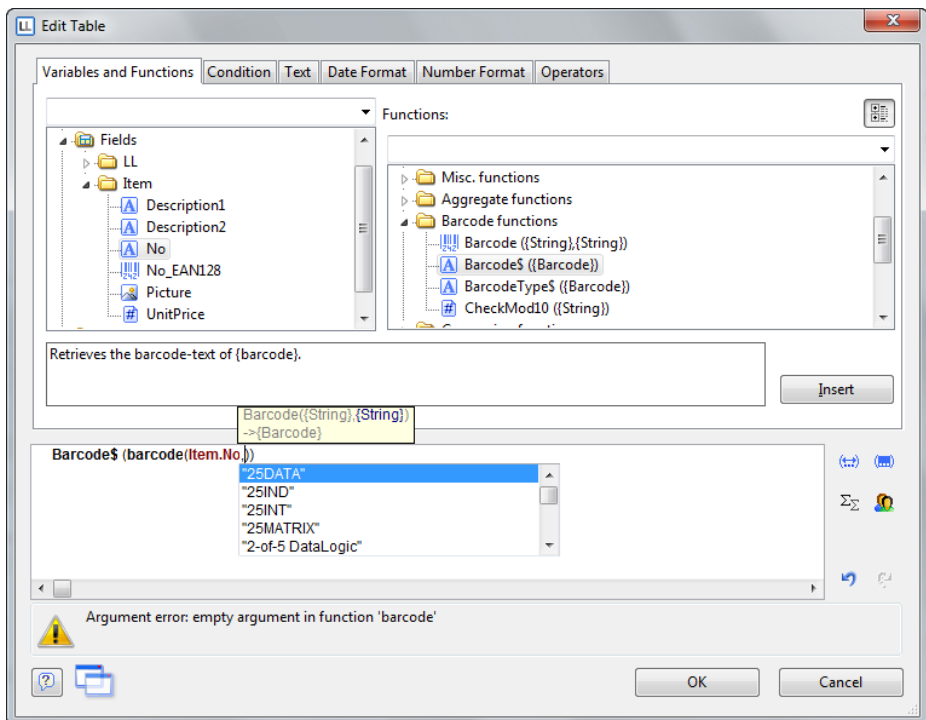 LL Edit Table
Variables and Functions Condition Text Date Format Number Format Operators
Functions:
Fields
LL
Item
A Description1
A Description2
A No
No_EAN128
Picture
# UnitPrice
Misc. functions
Aggregate functions
Barcode functions
Barcode ({String},{String})
A Barcode$ ({Barcode})
A BarcodeType$ ({Barcode})
# CheckMod10 ({String})
Retrieves the barcode-text of {barcode}.
Insert
Barcode({String},{String})
->{Barcode}
Barcode$ (barcode(Item.No,))
"25DATA"
"25IND"
"25INT"
"25MATRIX"
"2-of-5 DataLogic"
Argument error: empty argument in function 'barcode'
OK Cancel